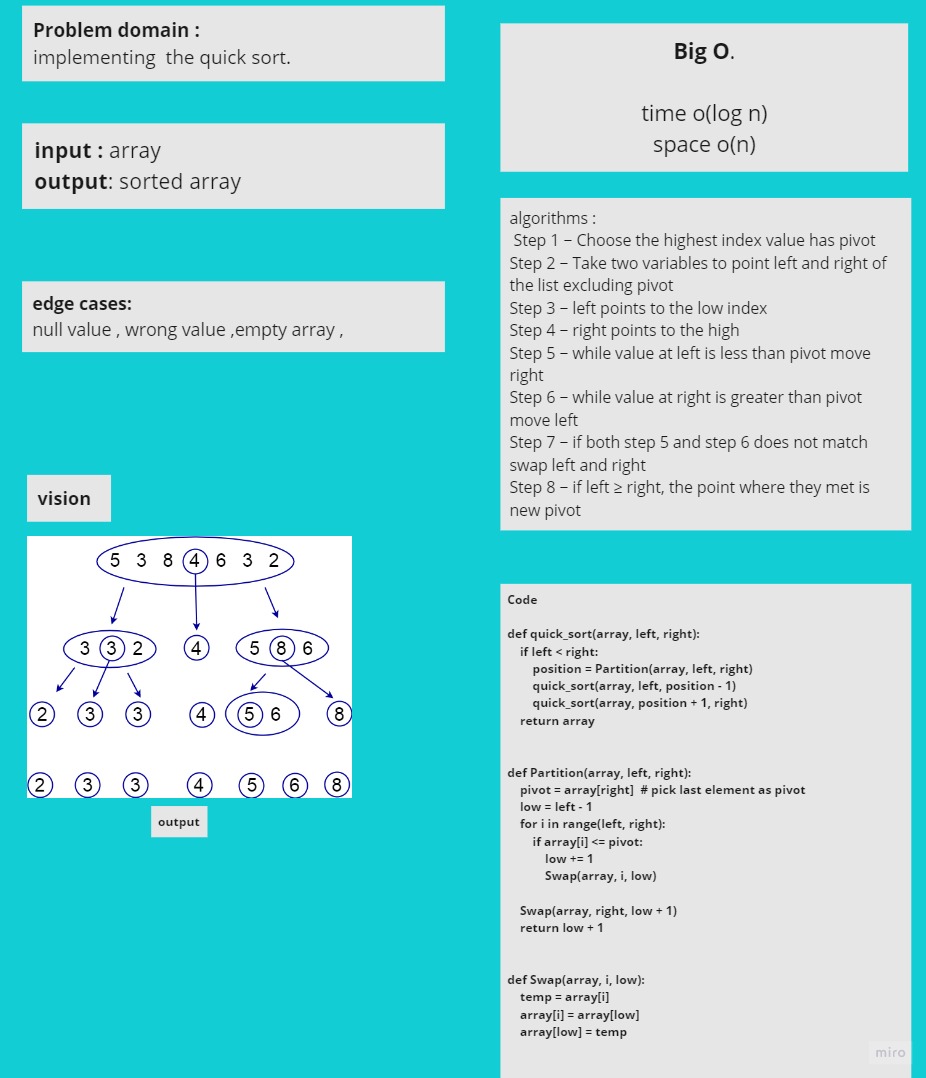 Problem domain :
implementing  the quick sort.
input : array
output: sorted array
edge cases:
null value , wrong value ,empty array ,
vision
5 3 8 4 6 3 2
3 3 2 4 5 8 6
2 3 3 4 5 6 8
2 3 3 4 5 6 8
output
Big O.
time o(log n)
space o(n)
algorithms :
Step 1 − Choose the highest index value has pivot
Step 2 − Take two variables to point left and right of
the list excluding pivot
Step 3 − left points to the low index
Step 4 − right points to the high
Step 5 − while value at left is less than pivot move
right
Step 6 − while value at right is greater than pivot
move left
Step 7 − if both step 5 and step 6 does not match
swap left and right
Step 8 − if left ≥ right, the point where they met is
new pivot
Code
def quick_sort(array, left, right):
    if left < right:
        position = Partition(array, left, right)
        quick_sort(array, left, position - 1)
        quick_sort(array, position + 1, right)
    return array
def Partition(array, left, right):
    pivot = array[right]  # pick last element as pivot
    low = left - 1
    for i in range(left, right):
        if array[i] <= pivot:
            low += 1
            Swap(array, i, low)
    Swap(array, right, low + 1)
    return low + 1
def Swap(array, i, low):
    temp = array[i]
    array[i] = array[low]
    array[low] = temp
miro